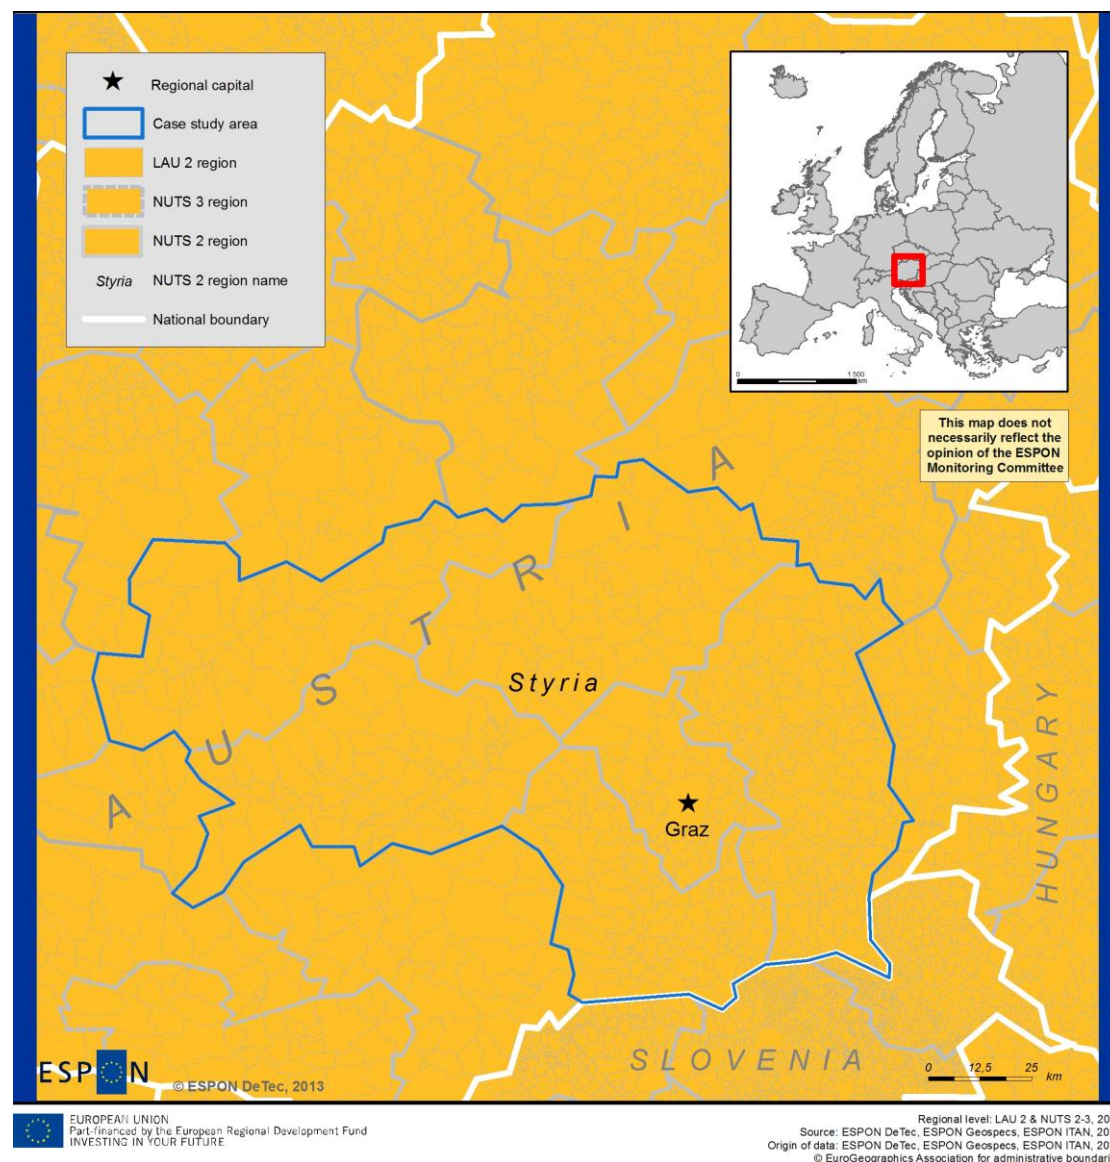 Regional capital
Case study area
LAU 2 region
NUTS 3 region
NUTS 2 region
Styria NUTS 2 region name
National boundary
0 1 500
km
This map does not
necessarily reflect the
opinion of the ESPON
Monitoring Committee
AUSTRIA
Styria
Graz
HUNGARY
SLOVENIA
0 12,5 25
km
ESPON
© ESPON DeTec, 2013
EUROPEAN UNION
Part-financed by the European Regional Development Fund
INVESTING IN YOUR FUTURE
Regional level: LAU 2 & NUTS 2-3, 20
Source: ESPON DeTec, ESPON Geospecs, ESPON ITAN, 20
Origin of data: ESPON DeTec, ESPON Geospecs, ESPON ITAN, 20
© EuroGeographics Association for administrative boundari